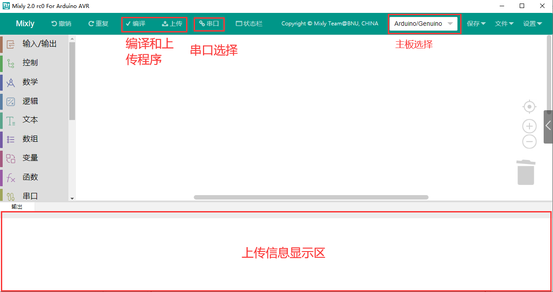 Mixly 2.0 rc0 For Arduino AVR
Mixly 撤销 重复 编译 上传 串口 状态栏 Copyright © Mixly Team@BNU, CHINA Arduino/Genuino 保存 文件 设置
编译和上
传程序
串口选择
主板选择
输入/输出
控制
数学
逻辑
文本
数组
变量
函数
串口
输出
上传信息显示区